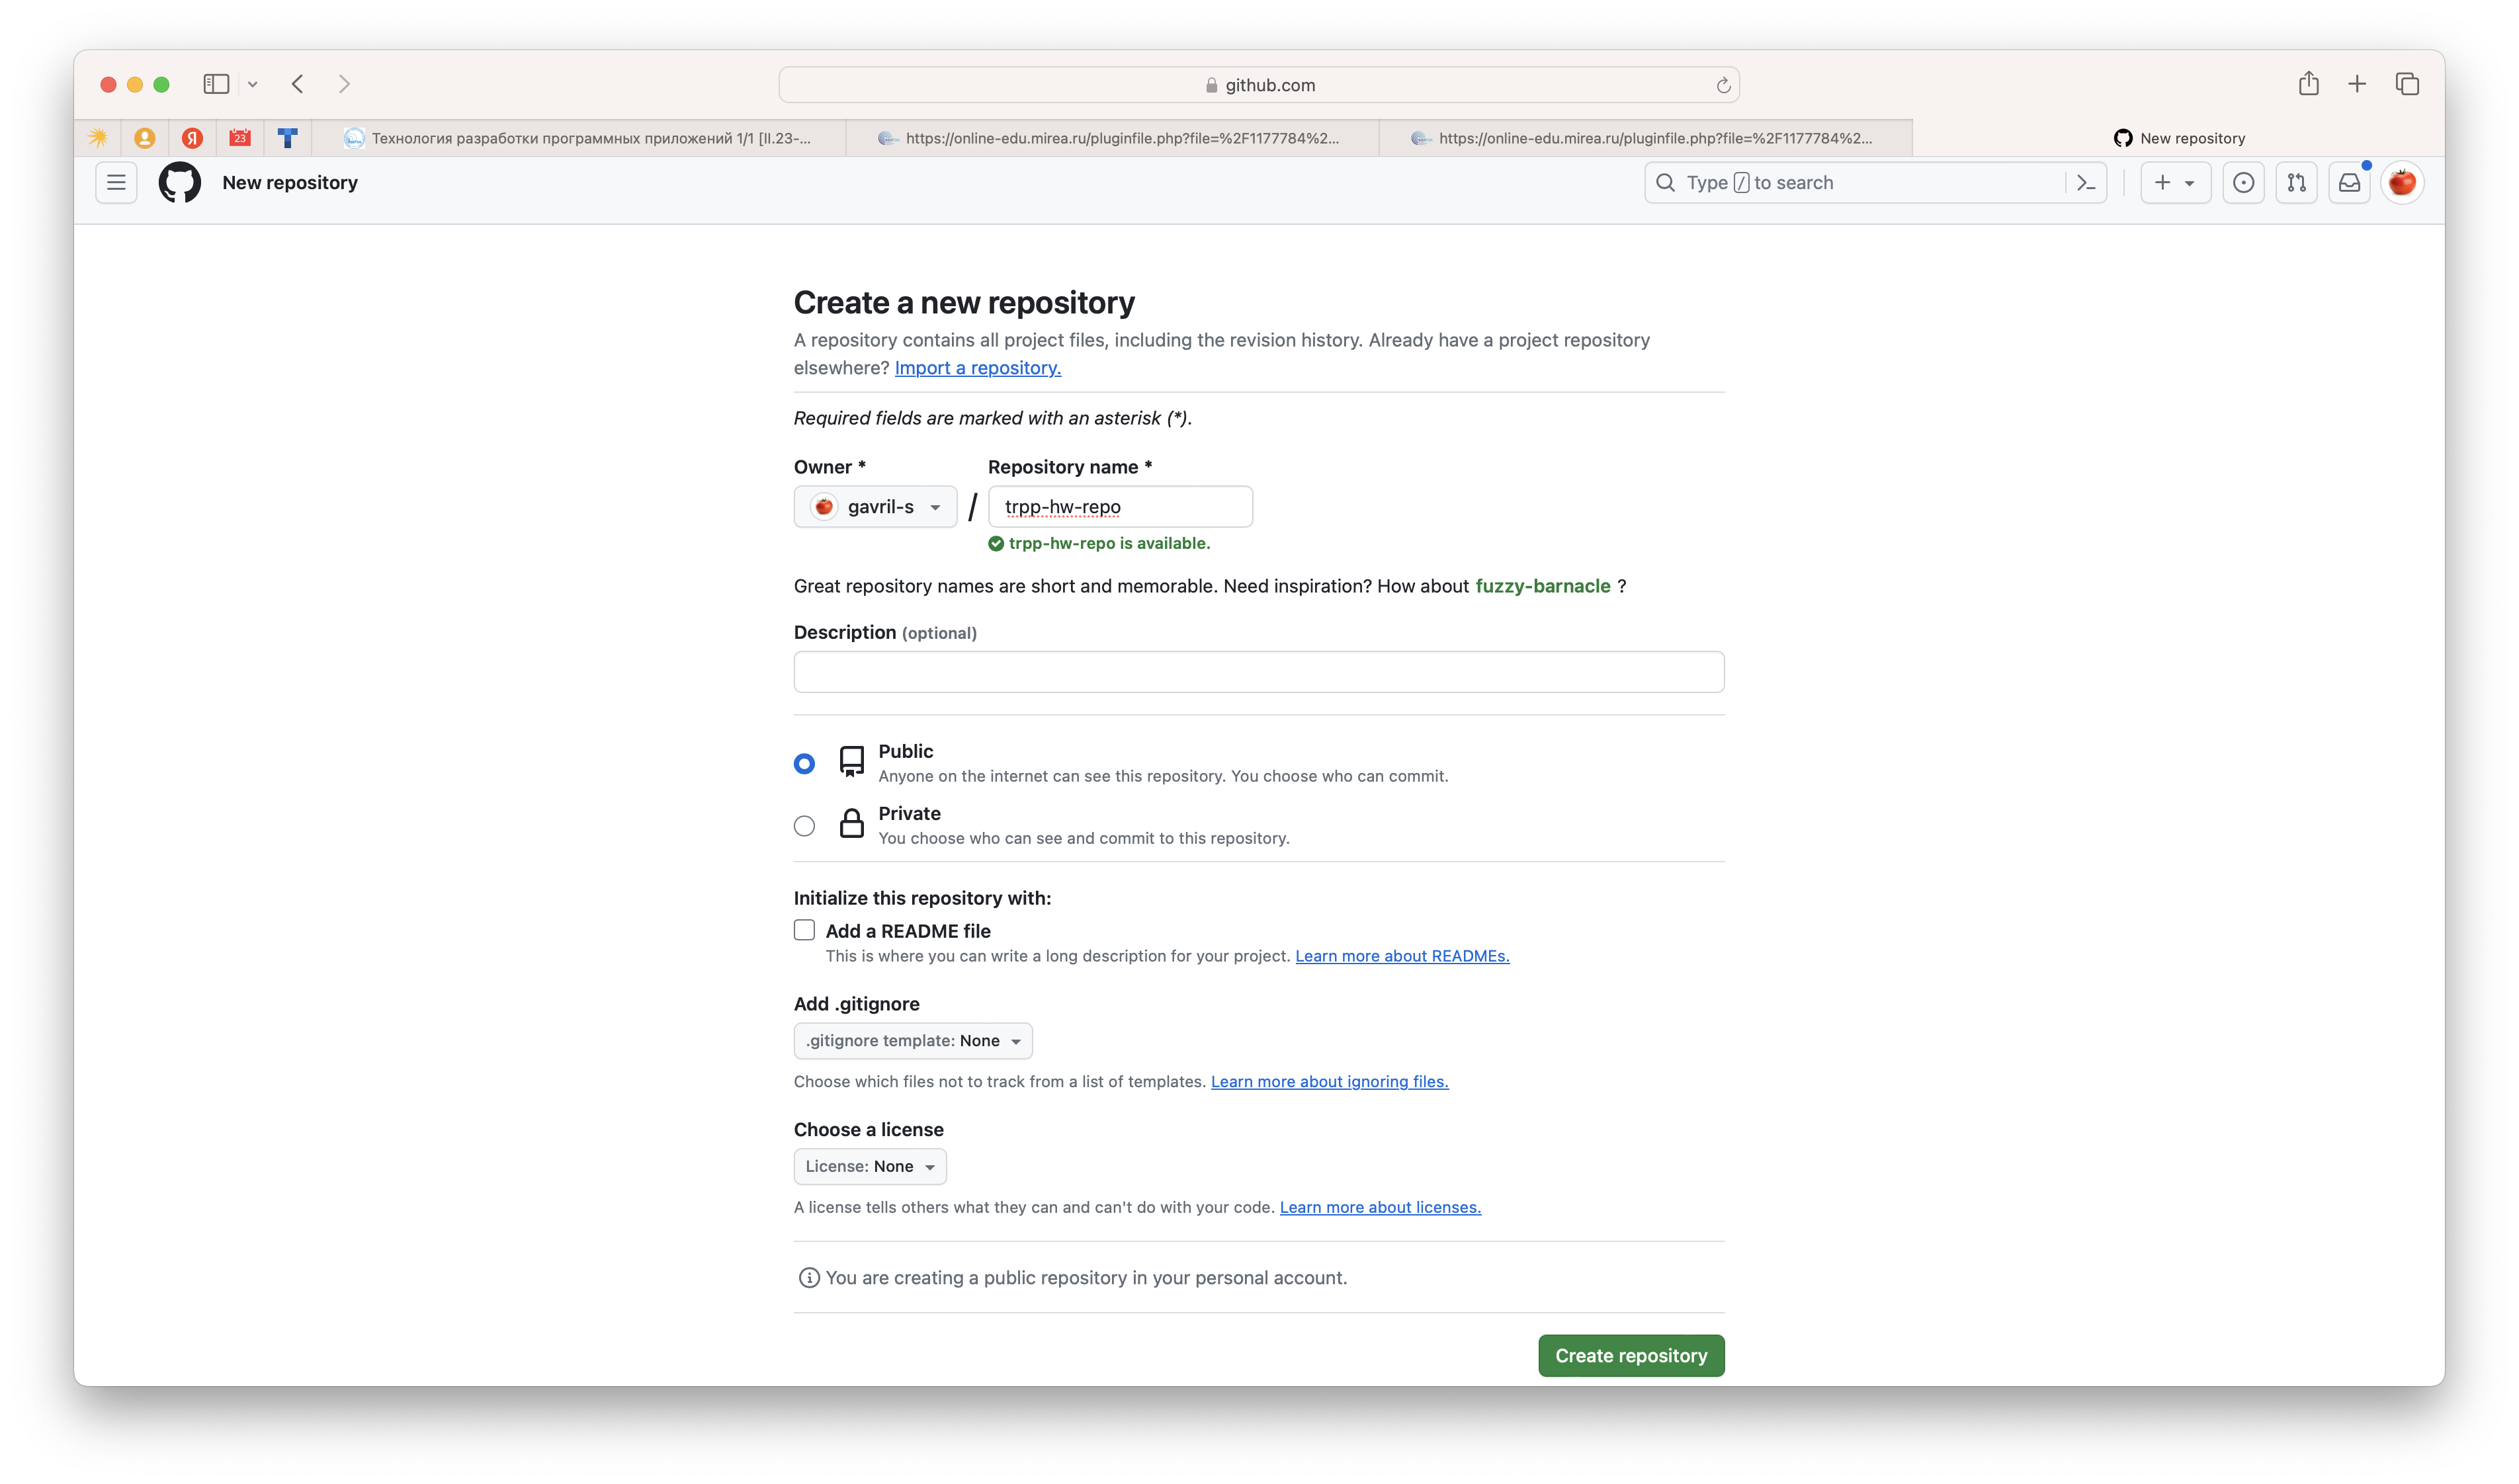 github.com
23
Технология разработки программных приложений 1/1 [II.23-...
https://online-edu.mirea.ru/pluginfile.php?file=%2F1177784%2...
https://online-edu.mirea.ru/pluginfile.php?file=%2F1177784%2...
New repository
New repository
Type / to search
Create a new repository
A repository contains all project files, including the revision history. Already have a project repository
elsewhere? Import a repository.
Required fields are marked with an asterisk (*).
Owner *
Repository name *
gavril-s / trpp-hw-repo
trpp-hw-repo is available.
Great repository names are short and memorable. Need inspiration? How about fuzzy-barnacle ?
Description (optional)
Public
Anyone on the internet can see this repository. You choose who can commit.
Private
You choose who can see and commit to this repository.
Initialize this repository with:
Add a README file
This is where you can write a long description for your project. Learn more about READMEs.
Add .gitignore
.gitignore template: None
Choose which files not to track from a list of templates. Learn more about ignoring files.
Choose a license
License: None
A license tells others what they can and can't do with your code. Learn more about licenses.
You are creating a public repository in your personal account.
Create repository